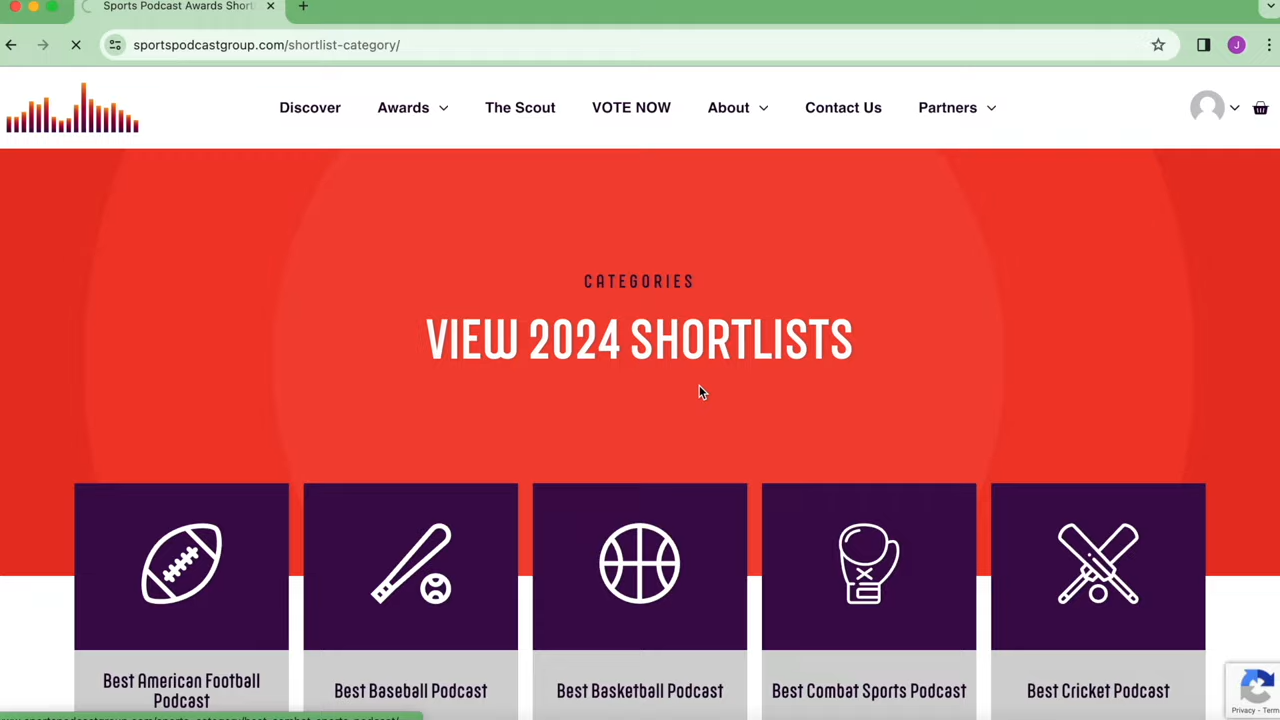 Sports Podcast Awards Short
sportspodcastgroup.com/shortlist-category/
J
Discover Awards The Scout VOTE NOW About Contact Us Partners
CATEGORIES
VIEW 2024 SHORTLISTS
Best American Football
Podcast
Best Baseball Podcast
Best Basketball Podcast
Best Combat Sports Podcast
Best Cricket Podcast
Privacy - Term